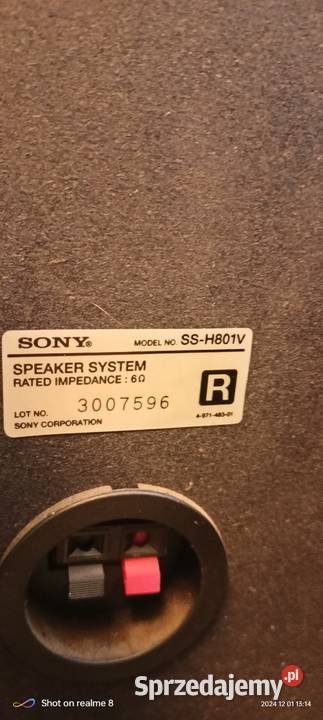 SONY® MODEL NO. SS-H801V
SPEAKER SYSTEM
RATED IMPEDANCE : 6Ω
R
LOT NO. 3007596
SONY CORPORATION 4-971-483-01
Sprzedajemy.pl
Shot on realme 8 2024 12 01 13:14